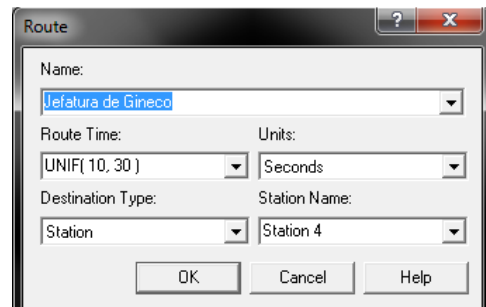 Route
Name:
Jefatura de Gineco
Route Time: Units:
UNIF( 10, 30 ) Seconds
Destination Type: Station Name:
Station Station 4
OK Cancel Help